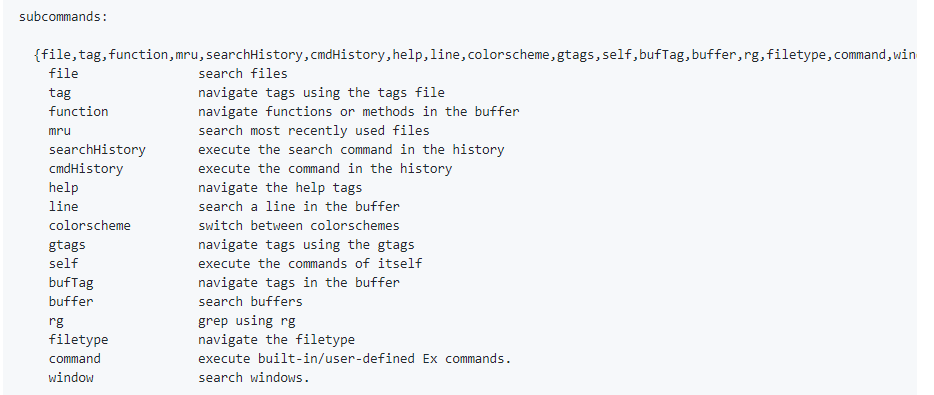 subcommands:
{file,tag,function,mru,searchHistory,cmdHistory,help,line,colorscheme,gtags,self,bufTag,buffer,rg,filetype,command,win
file search files
tag navigate tags using the tags file
function navigate functions or methods in the buffer
mru search most recently used files
searchHistory execute the search command in the history
cmdHistory execute the command in the history
help navigate the help tags
line search a line in the buffer
colorscheme switch between colorschemes
gtags navigate tags using the gtags
self execute the commands of itself
bufTag navigate tags in the buffer
buffer search buffers
rg grep using rg
filetype navigate the filetype
command execute built-in/user-defined Ex commands.
window search windows.